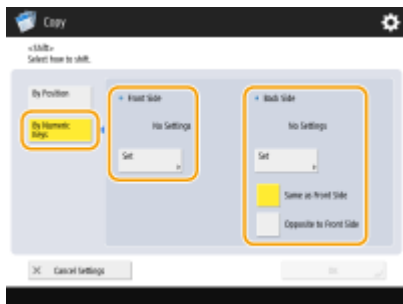 Copy
<Shift>
Select how to shift.
By Position
By Numeric
Keys
Front Side
No Settings
Set
Back Side
No Settings
Set
Same as Front Side
Opposite to Front Side
Cancel Settings
OK